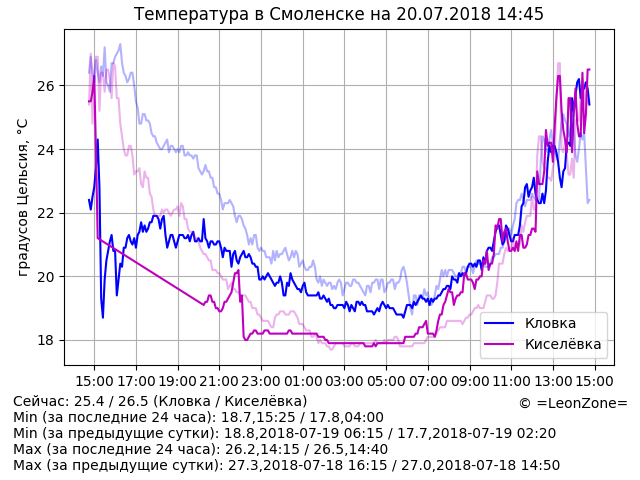 Температура в Смоленске на 20.07.2018 14:45
градусов Цельсия, °C
26
24
22
20
18
15:00 17:00 19:00 21:00 23:00 01:00 03:00 05:00 07:00 09:00 11:00 13:00 15:00
Кловка
Киселёвка
Сейчас: 25.4 / 26.5 (Кловка / Киселёвка)
© =LeonZone=
Min (за последние 24 часа): 18.7,15:25 / 17.8,04:00
Min (за предыдущие сутки): 18.8,2018-07-19 06:15 / 17.7,2018-07-19 02:20
Max (за последние 24 часа): 26.2,14:15 / 26.5,14:40
Max (за предыдущие сутки): 27.3,2018-07-18 16:15 / 27.0,2018-07-18 14:50